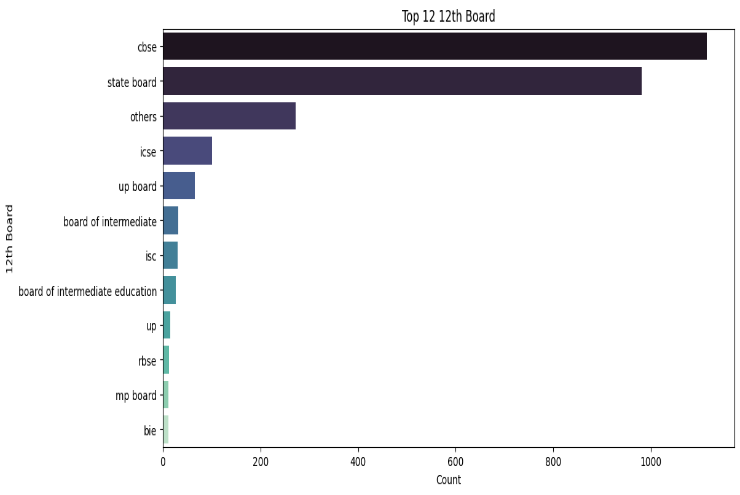 Top 12 12th Board
12th Board
cbse
state board
others
icse
up board
board of intermediate
isc
board of intermediate education
up
rbse
mp board
bie
0 200 400 600 800 1000
Count